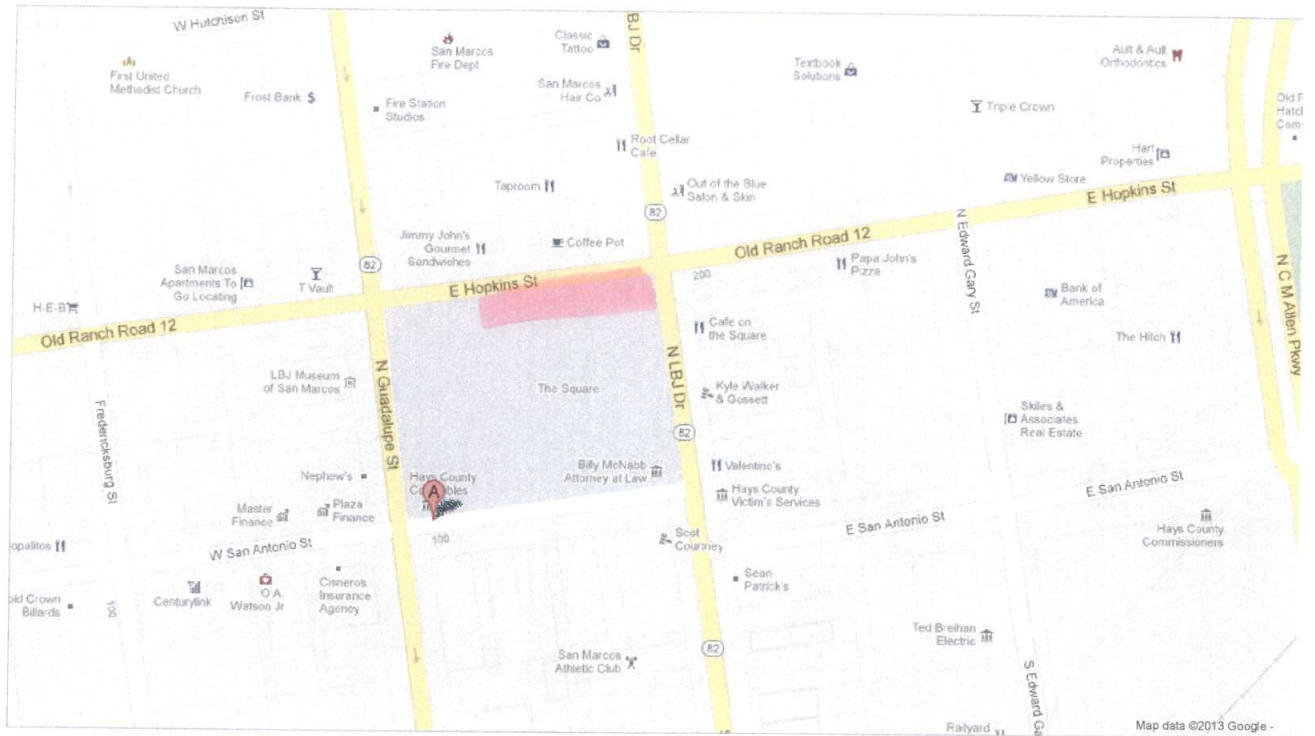 W Hutchison St
BJ Dr
Classic
Tattoo
San Marcos
Fire Dept
Ault & Ault
Orthodontics
First United
Methodist Church
Textbook
Solutions
Frost Bank $
San Marcos
Hair Co
Fire Station
Studios
Triple Crown
Old
Root Cellar
Cafe
Hart
Properties
Taproom
Out of the Blue
Salon & Skin
Yellow Store
E Hopkins St
82
Jimmy John's
Gourmet
Sandwiches
Coffee Pot
Old Ranch Road 12
N Edward Gary St
82
San Marcos
Apartments To
Go Locating
T Vault
E Hopkins St
200
Papa John's
Pizza
N C M Allen Pkwy
H-E-B
Bank of
America
Old Ranch Road 12
Cafe on
the Square
The Hitch
LBJ Museum
of San Marcos
N Guadalupe St
The Square
N LBJ Dr
Kyle Walker
& Gossett
Fredericksburg St
Skiles &
Associates
Real Estate
82
Nephew's
Hays County
Billy McNabb
Attorney at Law
Valentino's
A
Hays County
Victim's Services
E San Antonio St
Master
Finance
Plaza
Finance
100
E San Antonio St
Hays County
Commissioners
opalitos
W San Antonio St
Scot
Courtney
Centurylink
O A
Watson Jr
Cisneros
Insurance
Agency
Sean
Patrick's
old Crown
Billards
100
Ted Breihan
Electric
San Marcos
Athletic Club
82
S Edward Ga
Railyard
Map data ©2013 Google -